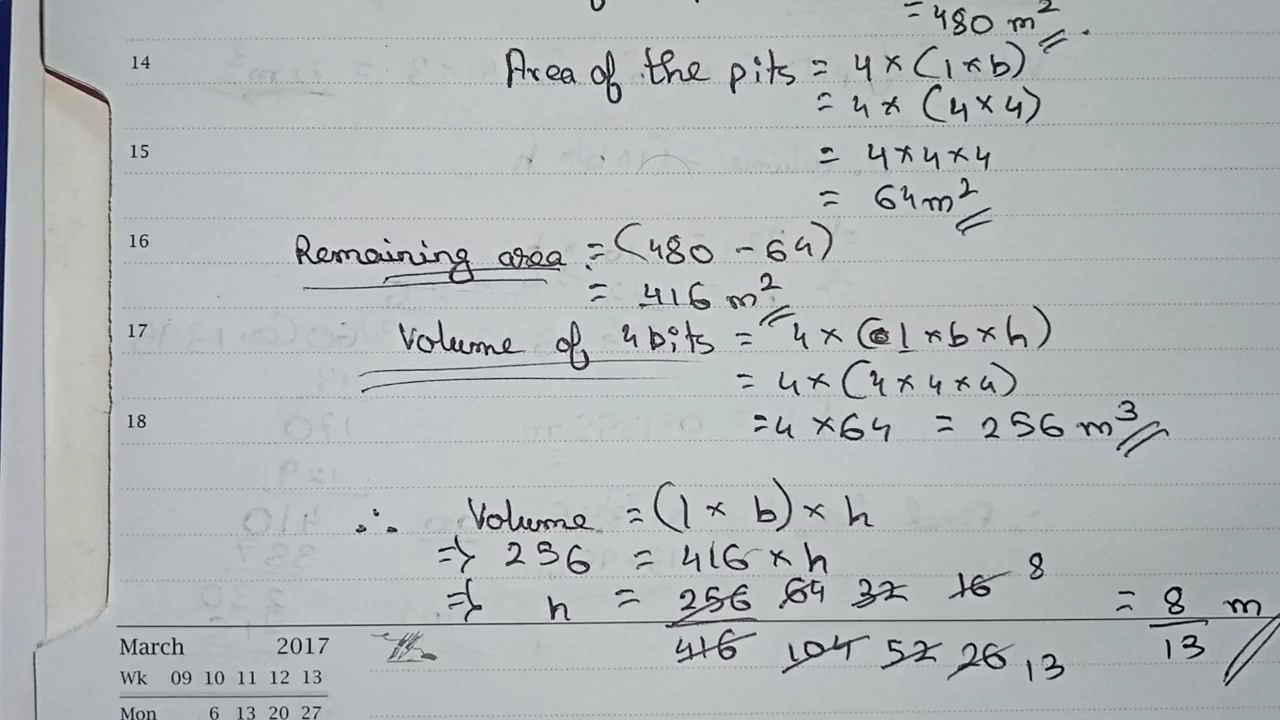 = 480 m²
14
Area of the pits = 4 × (l × b)
= 4 × (4 × 4)
15
= 4 × 4 × 4
= 64 m²
16
Remaining area = (480 - 64)
= 416 m²
17
Volume of 4 pits = 4 × (l × b × h)
= 4 × (4 × 4 × 4)
18
= 4 × 64 = 256 m³
∴ Volume = (l × b) × h
⇒ 256 = 416 × h
⇒ h = 256 64 32 16 8 = 8 m
416 104 52 26 13 13
March 2017
Wk 09 10 11 12 13
Mon 6 13 20 27